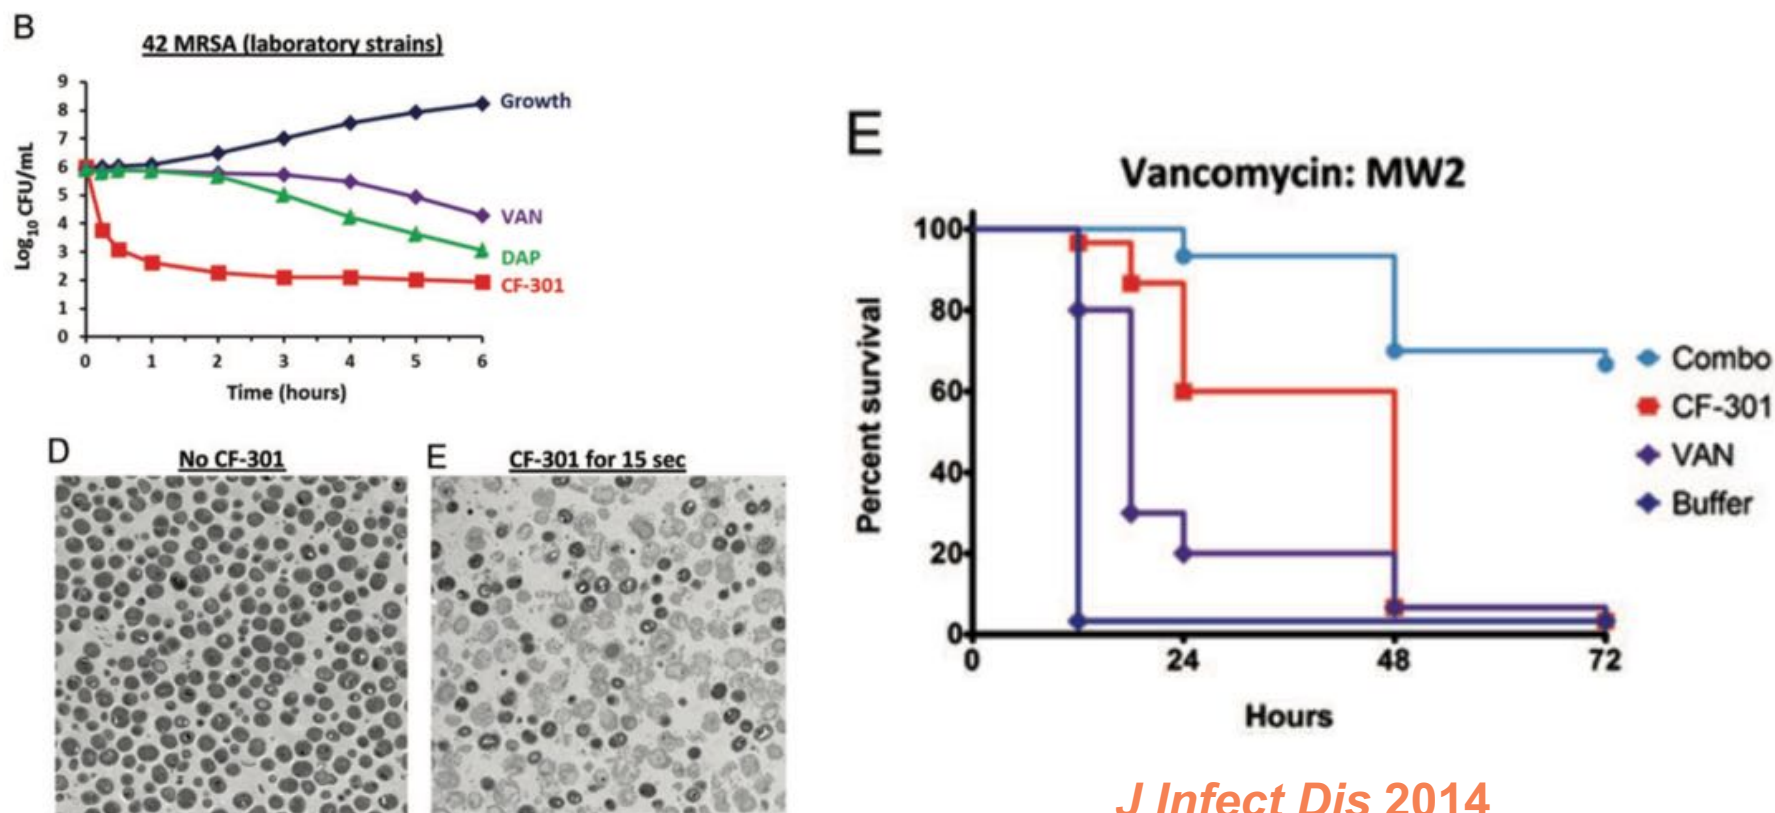 B
42 MRSA (laboratory strains)
9
8
7
6
5
4
3
2
1
0
Log10 CFU/mL
Growth
VAN
DAP
CF-301
0 1 2 3 4 5 6
Time (hours)
D
No CF-301
E
CF-301 for 15 sec
E
Vancomycin: MW2
100
80
60
40
20
0
Percent survival
0 24 48 72
Hours
Combo
CF-301
VAN
Buffer
J Infect Dis 2014